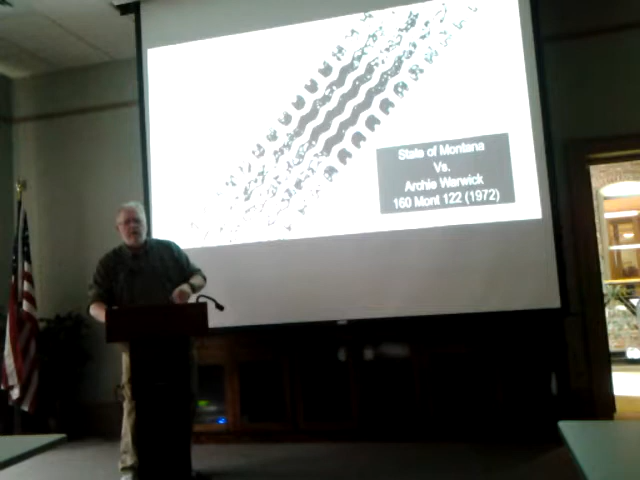 State of Montana
Vs.
Archie Warwick
160 Mont 122 (1972)